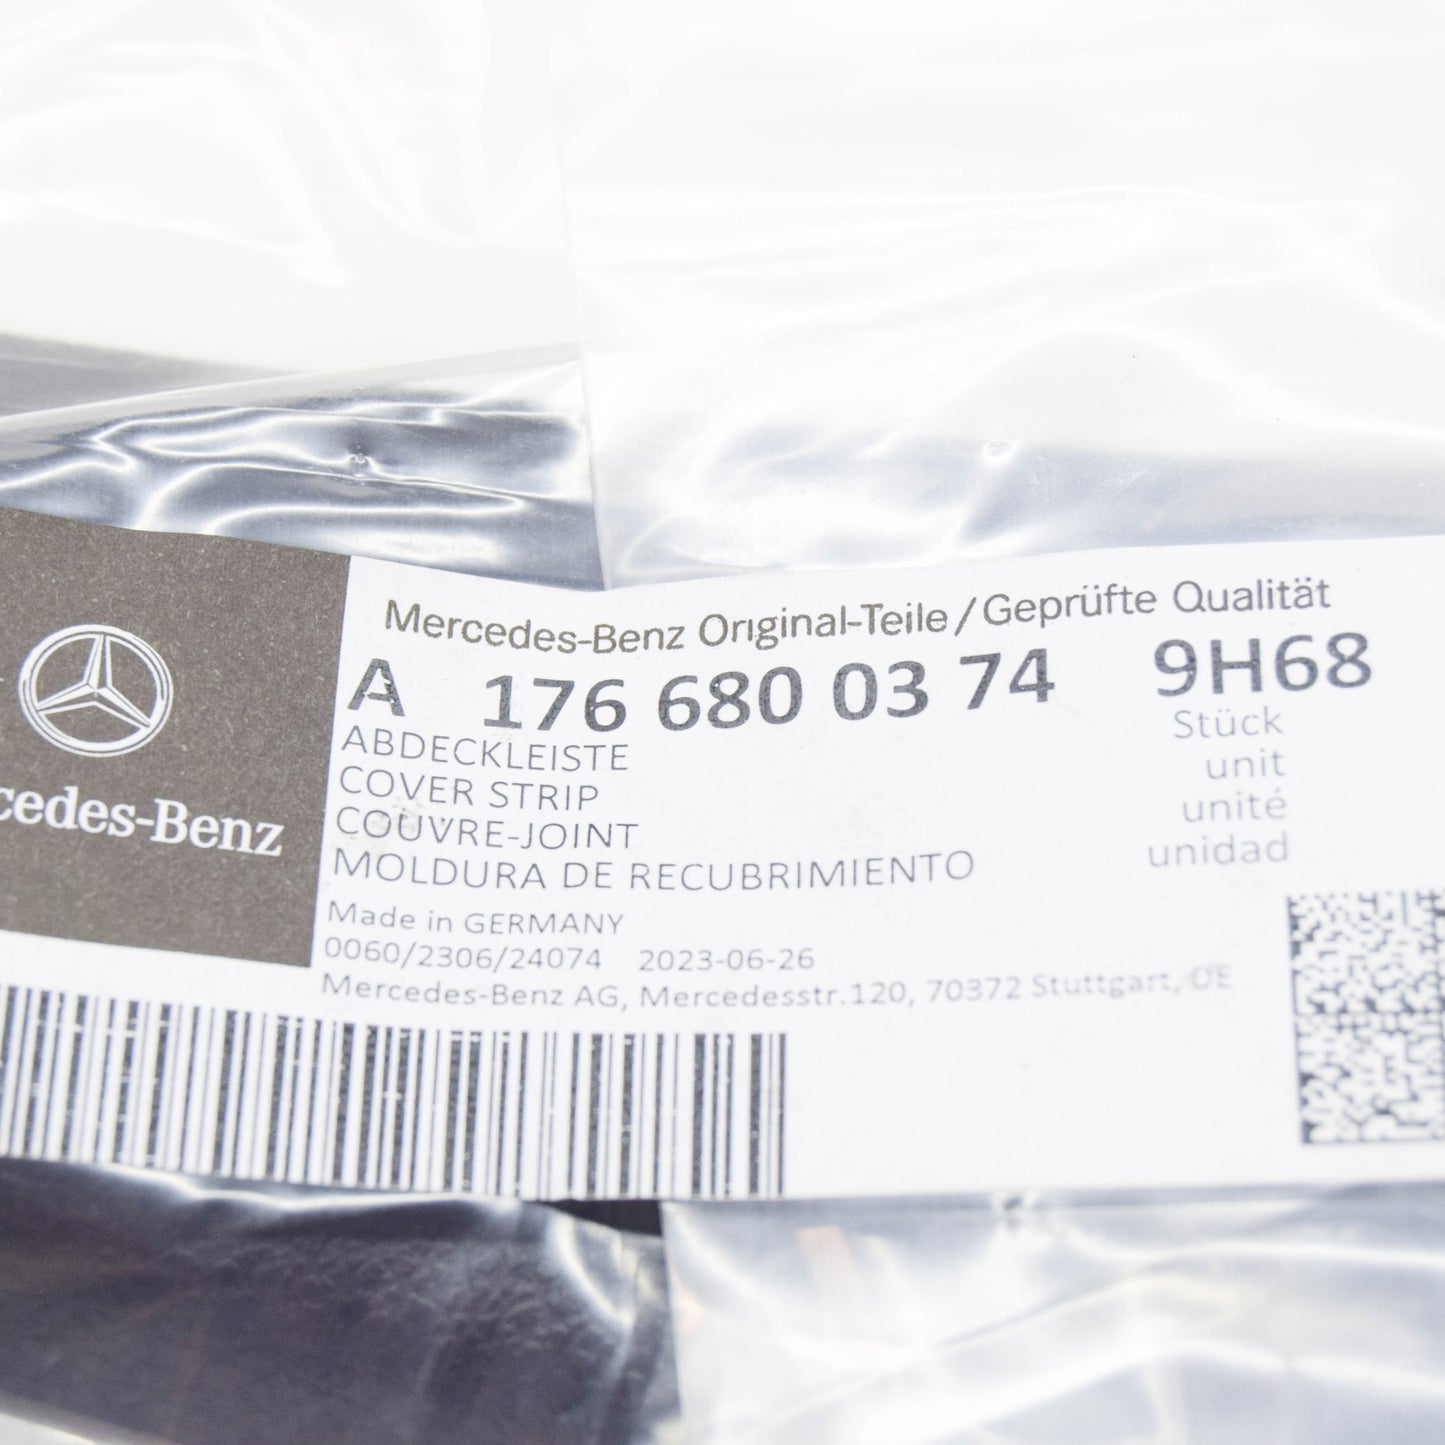 cedes-Benz
Mercedes-Benz Original-Teile/Geprüfte Qualität
A 176 680 03 74 9H68
ABDECKLEISTE
COVER STRIP
COUVRE-JOINT
MOLDURA DE RECUBRIMIENTO
Stück
unit
unité
unidad
Made in GERMANY
0060/2306/24074 2023-06-26
Mercedes-Benz AG, Mercedesstr.120, 70372 Stuttgart, DE